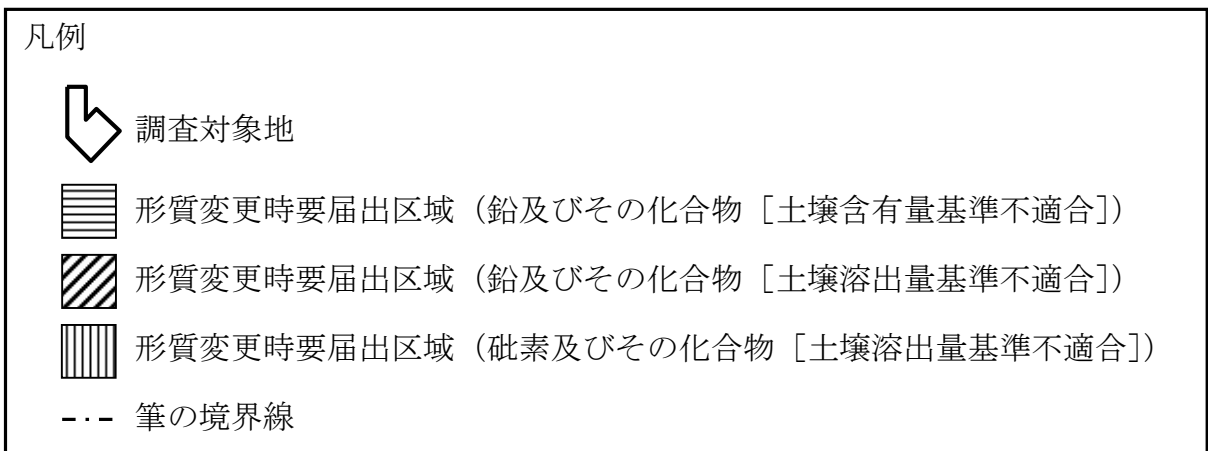 凡例
調査対象地
形質変更時要届出区域（鉛及びその化合物［土壌含有量基準不適合］）
形質変更時要届出区域（鉛及びその化合物［土壌溶出量基準不適合］）
形質変更時要届出区域（砒素及びその化合物［土壌溶出量基準不適合］）
筆の境界線